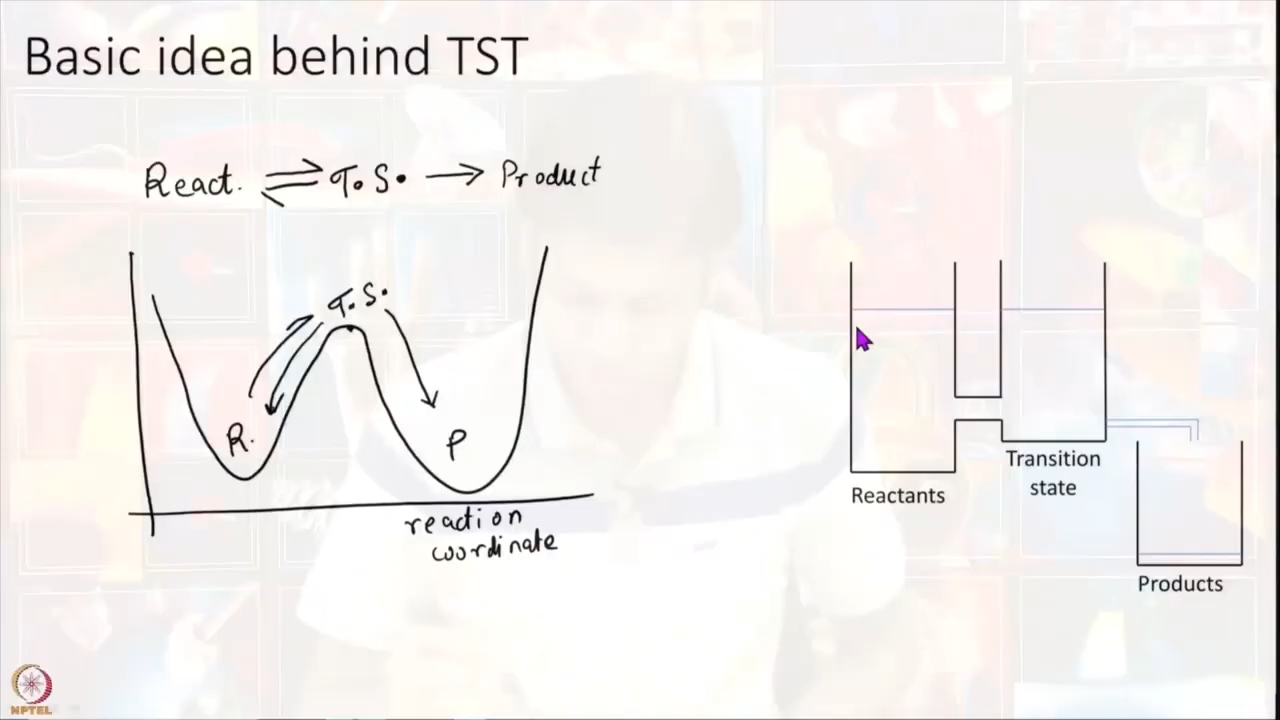 Basic idea behind TST
React. ⇌ T.S. → Product
T.S.
R.
P
reaction
coordinate
Reactants
Transition
state
Products
NPTEL